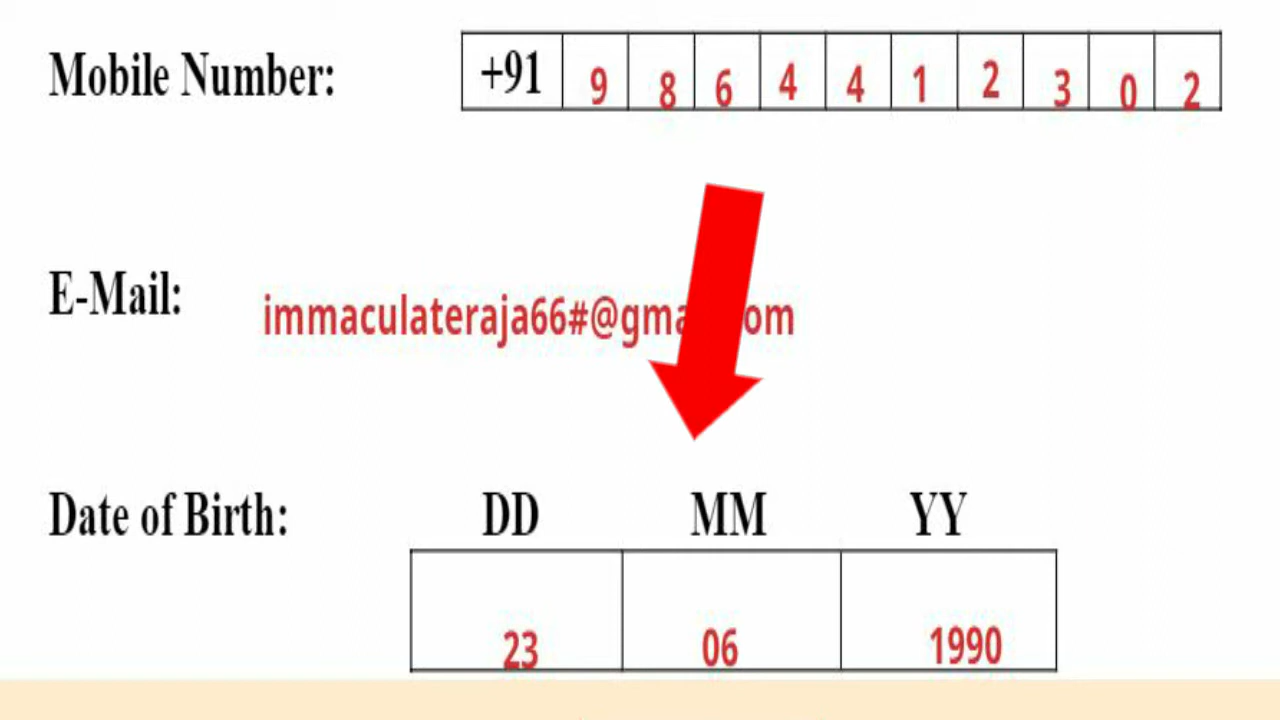 Mobile Number: +91 9 8 6 4 4 1 2 3 0 2
E-Mail: immaculateraja66#@gma om
Date of Birth: DD MM YY
23 06 1990